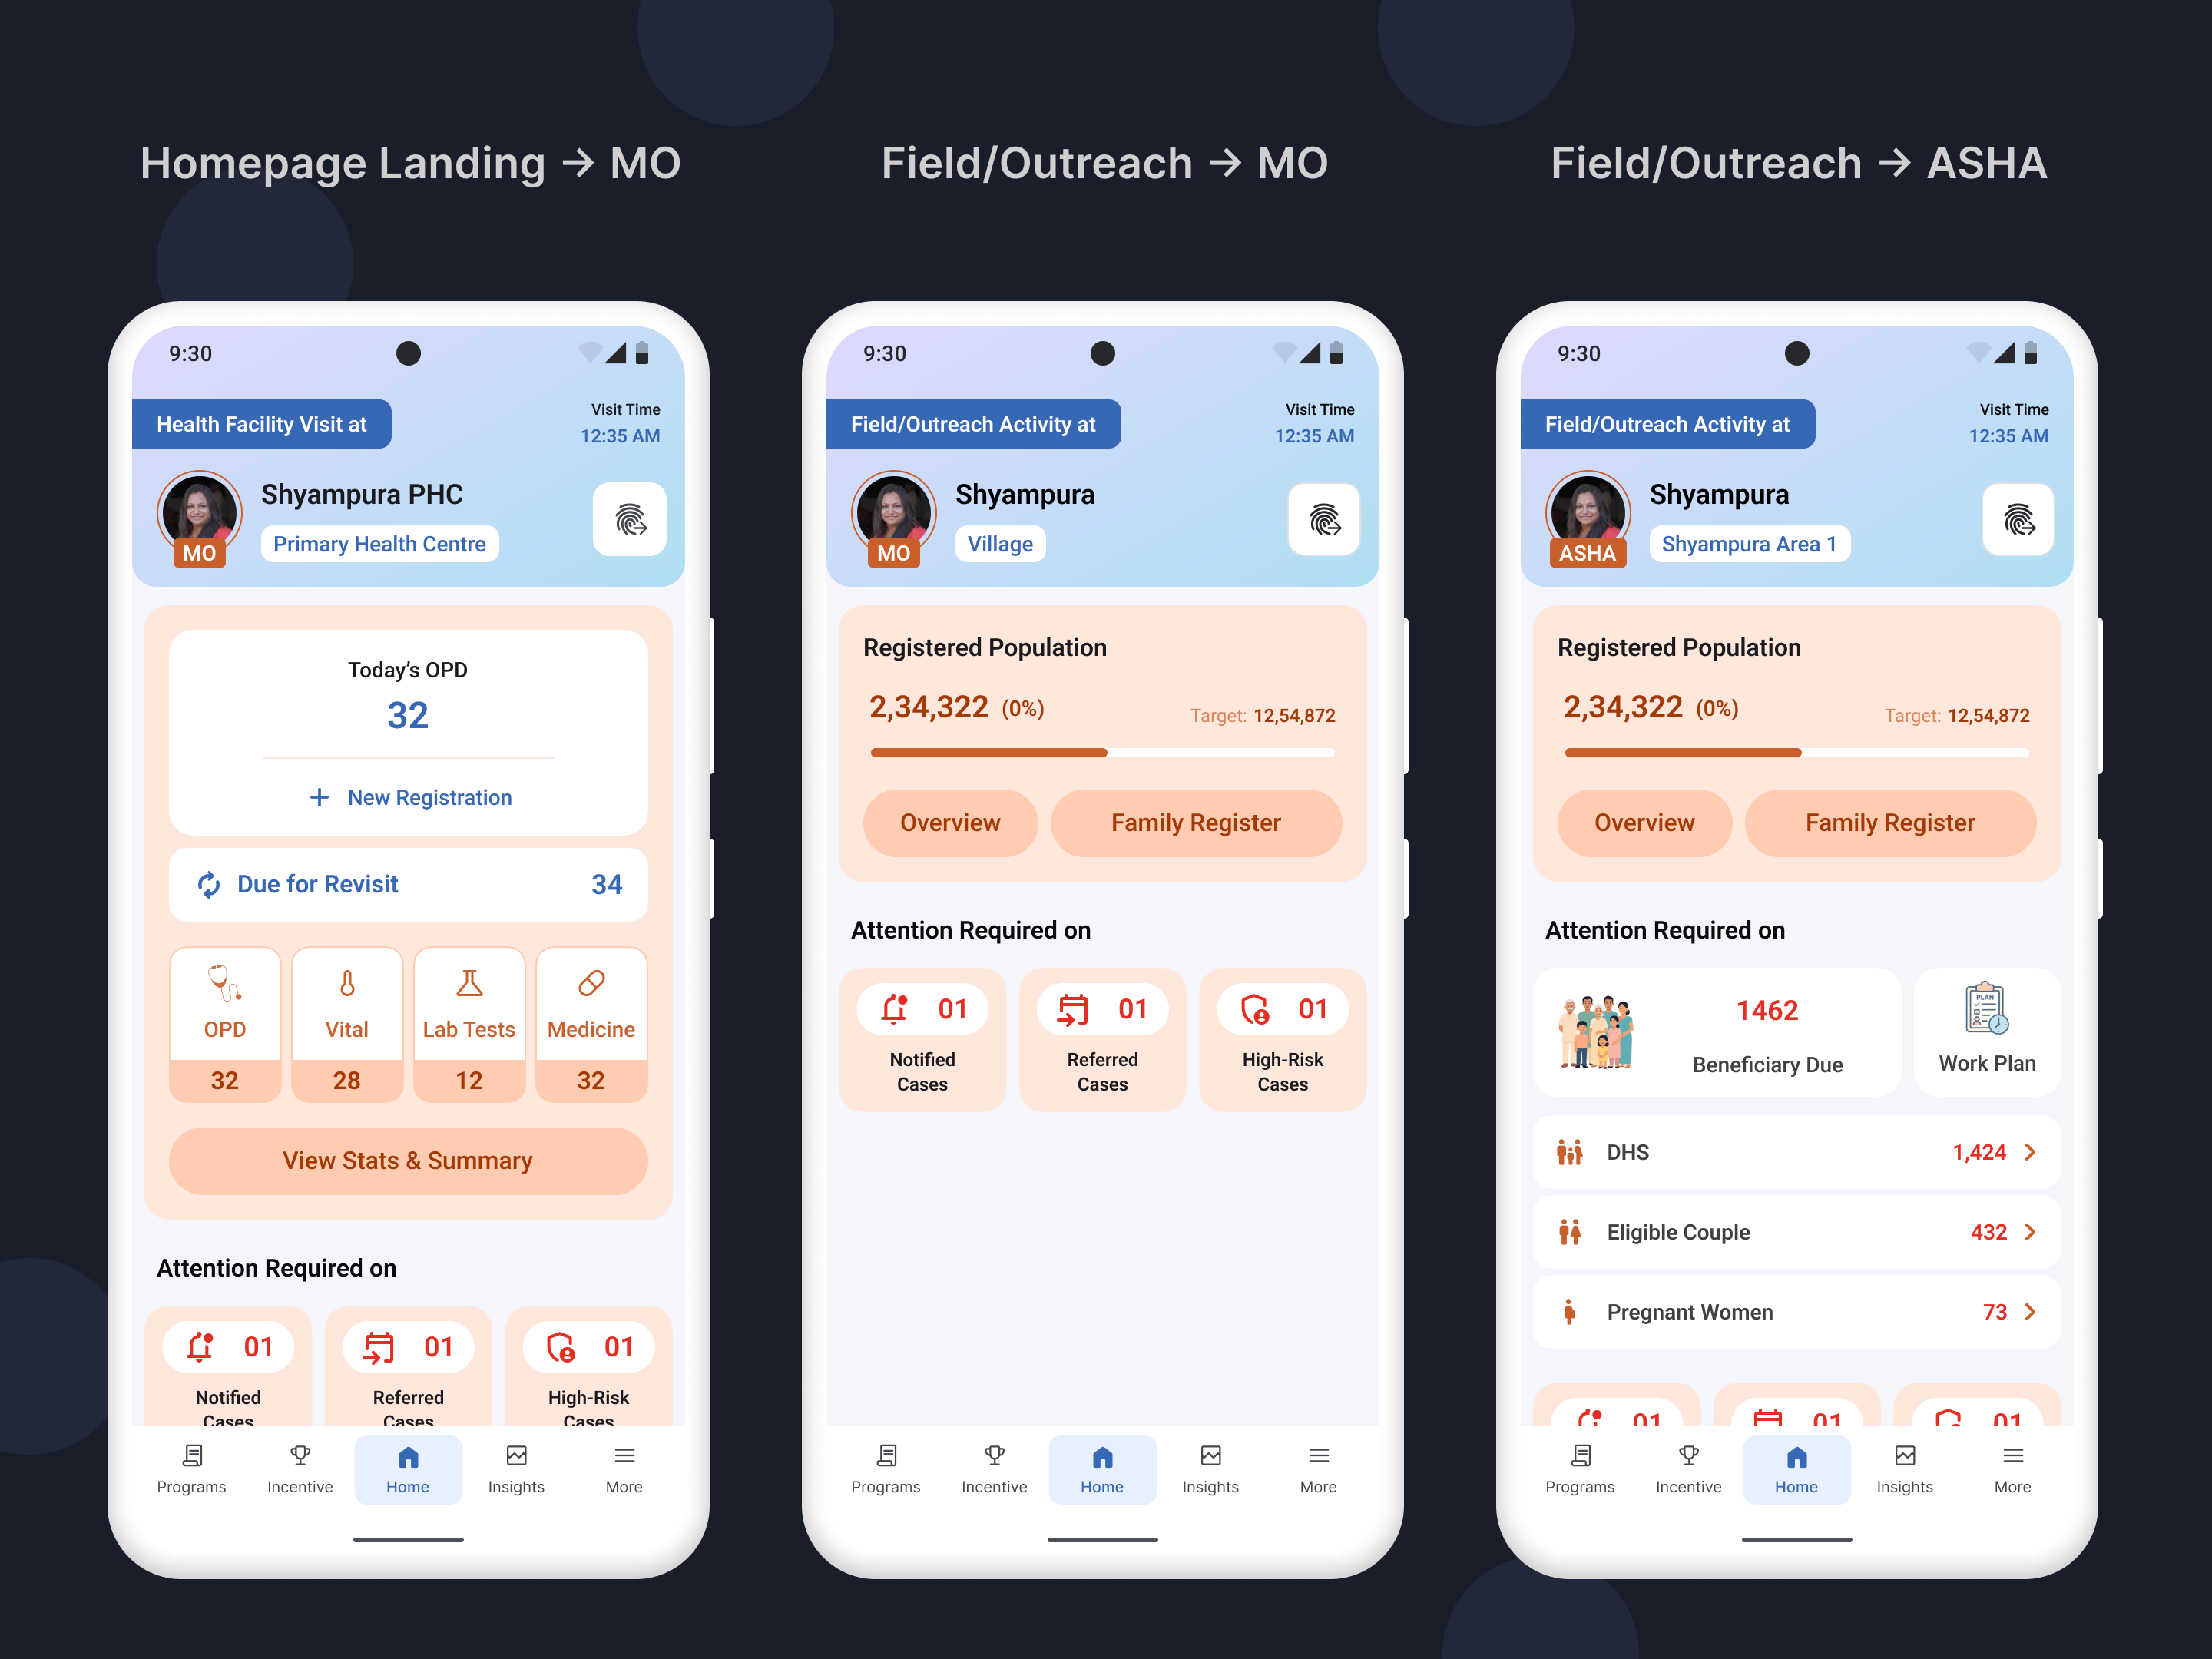 Homepage Landing → MO
Field/Outreach → MO
Field/Outreach → ASHA
9:30
Health Facility Visit at
Visit Time
12:35 AM
Shyampura PHC
Primary Health Centre
MO
Today’s OPD
32
+ New Registration
Due for Revisit 34
OPD Vital Lab Tests Medicine
32 28 12 32
View Stats & Summary
Attention Required on
01 01 01
Notified Referred High-Risk
Cases Cases Cases
Programs Incentive Home Insights More
9:30
Field/Outreach Activity at
Visit Time
12:35 AM
Shyampura
Village
MO
Registered Population
2,34,322 (0%) Target: 12,54,872
Overview Family Register
Attention Required on
01 01 01
Notified Referred High-Risk
Cases Cases Cases
Programs Incentive Home Insights More
9:30
Field/Outreach Activity at
Visit Time
12:35 AM
Shyampura
Shyampura Area 1
ASHA
Registered Population
2,34,322 (0%) Target: 12,54,872
Overview Family Register
Attention Required on
1462
Beneficiary Due
PLAN
Work Plan
DHS 1,424
Eligible Couple 432
Pregnant Women 73
01 01 01
Programs Incentive Home Insights More